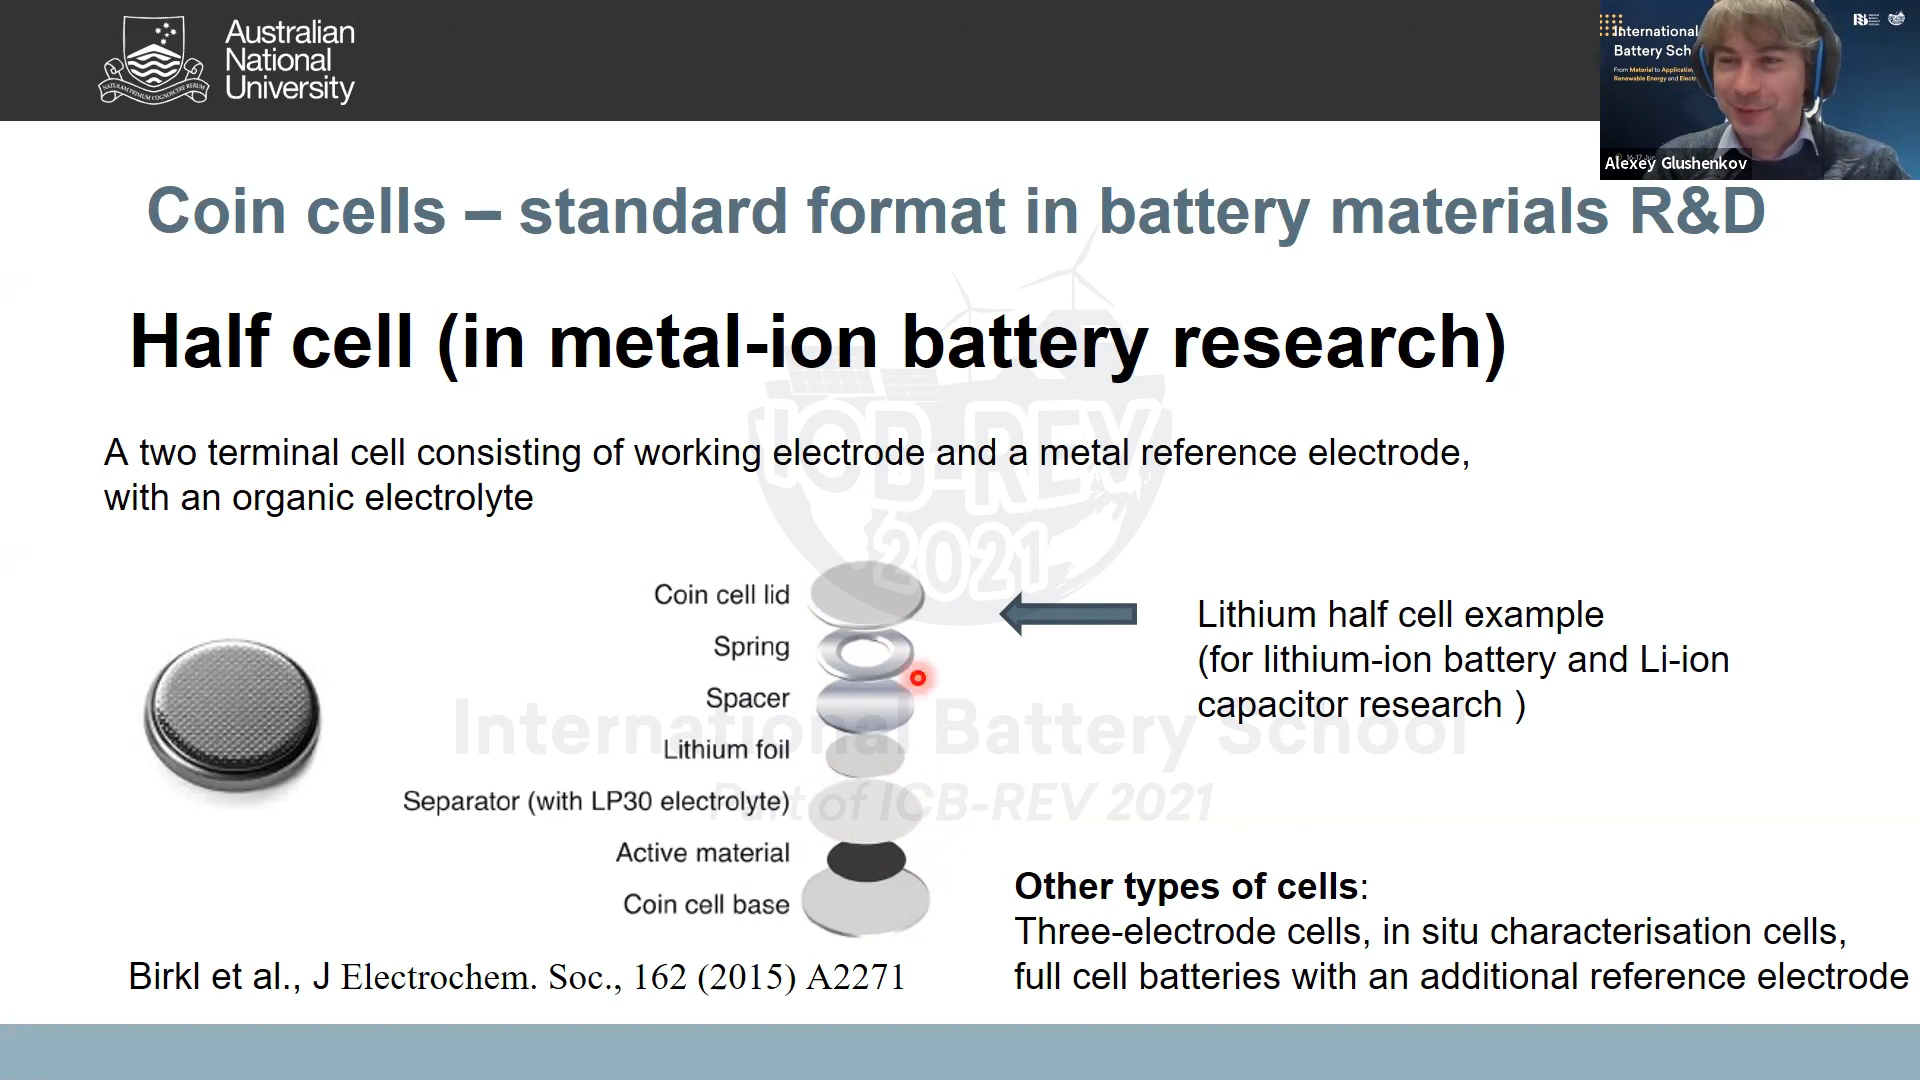 Australian
National
University
NATURAM PRIMUM COGNOSCERE RERUM
International
Battery Sch
From Material to Application
Renewable Energy and Elect
Alexey Glushenkov
Coin cells – standard format in battery materials R&D
Half cell (in metal-ion battery research)
A two terminal cell consisting of working electrode and a metal reference electrode,
with an organic electrolyte
ICB-REV
2021
International Battery School
Part of ICB-REV 2021
Coin cell lid
Spring
Spacer
Lithium foil
Separator (with LP30 electrolyte)
Active material
Coin cell base
Lithium half cell example
(for lithium-ion battery and Li-ion
capacitor research )
Other types of cells:
Three-electrode cells, in situ characterisation cells,
full cell batteries with an additional reference electrode
Birkl et al., J Electrochem. Soc., 162 (2015) A2271